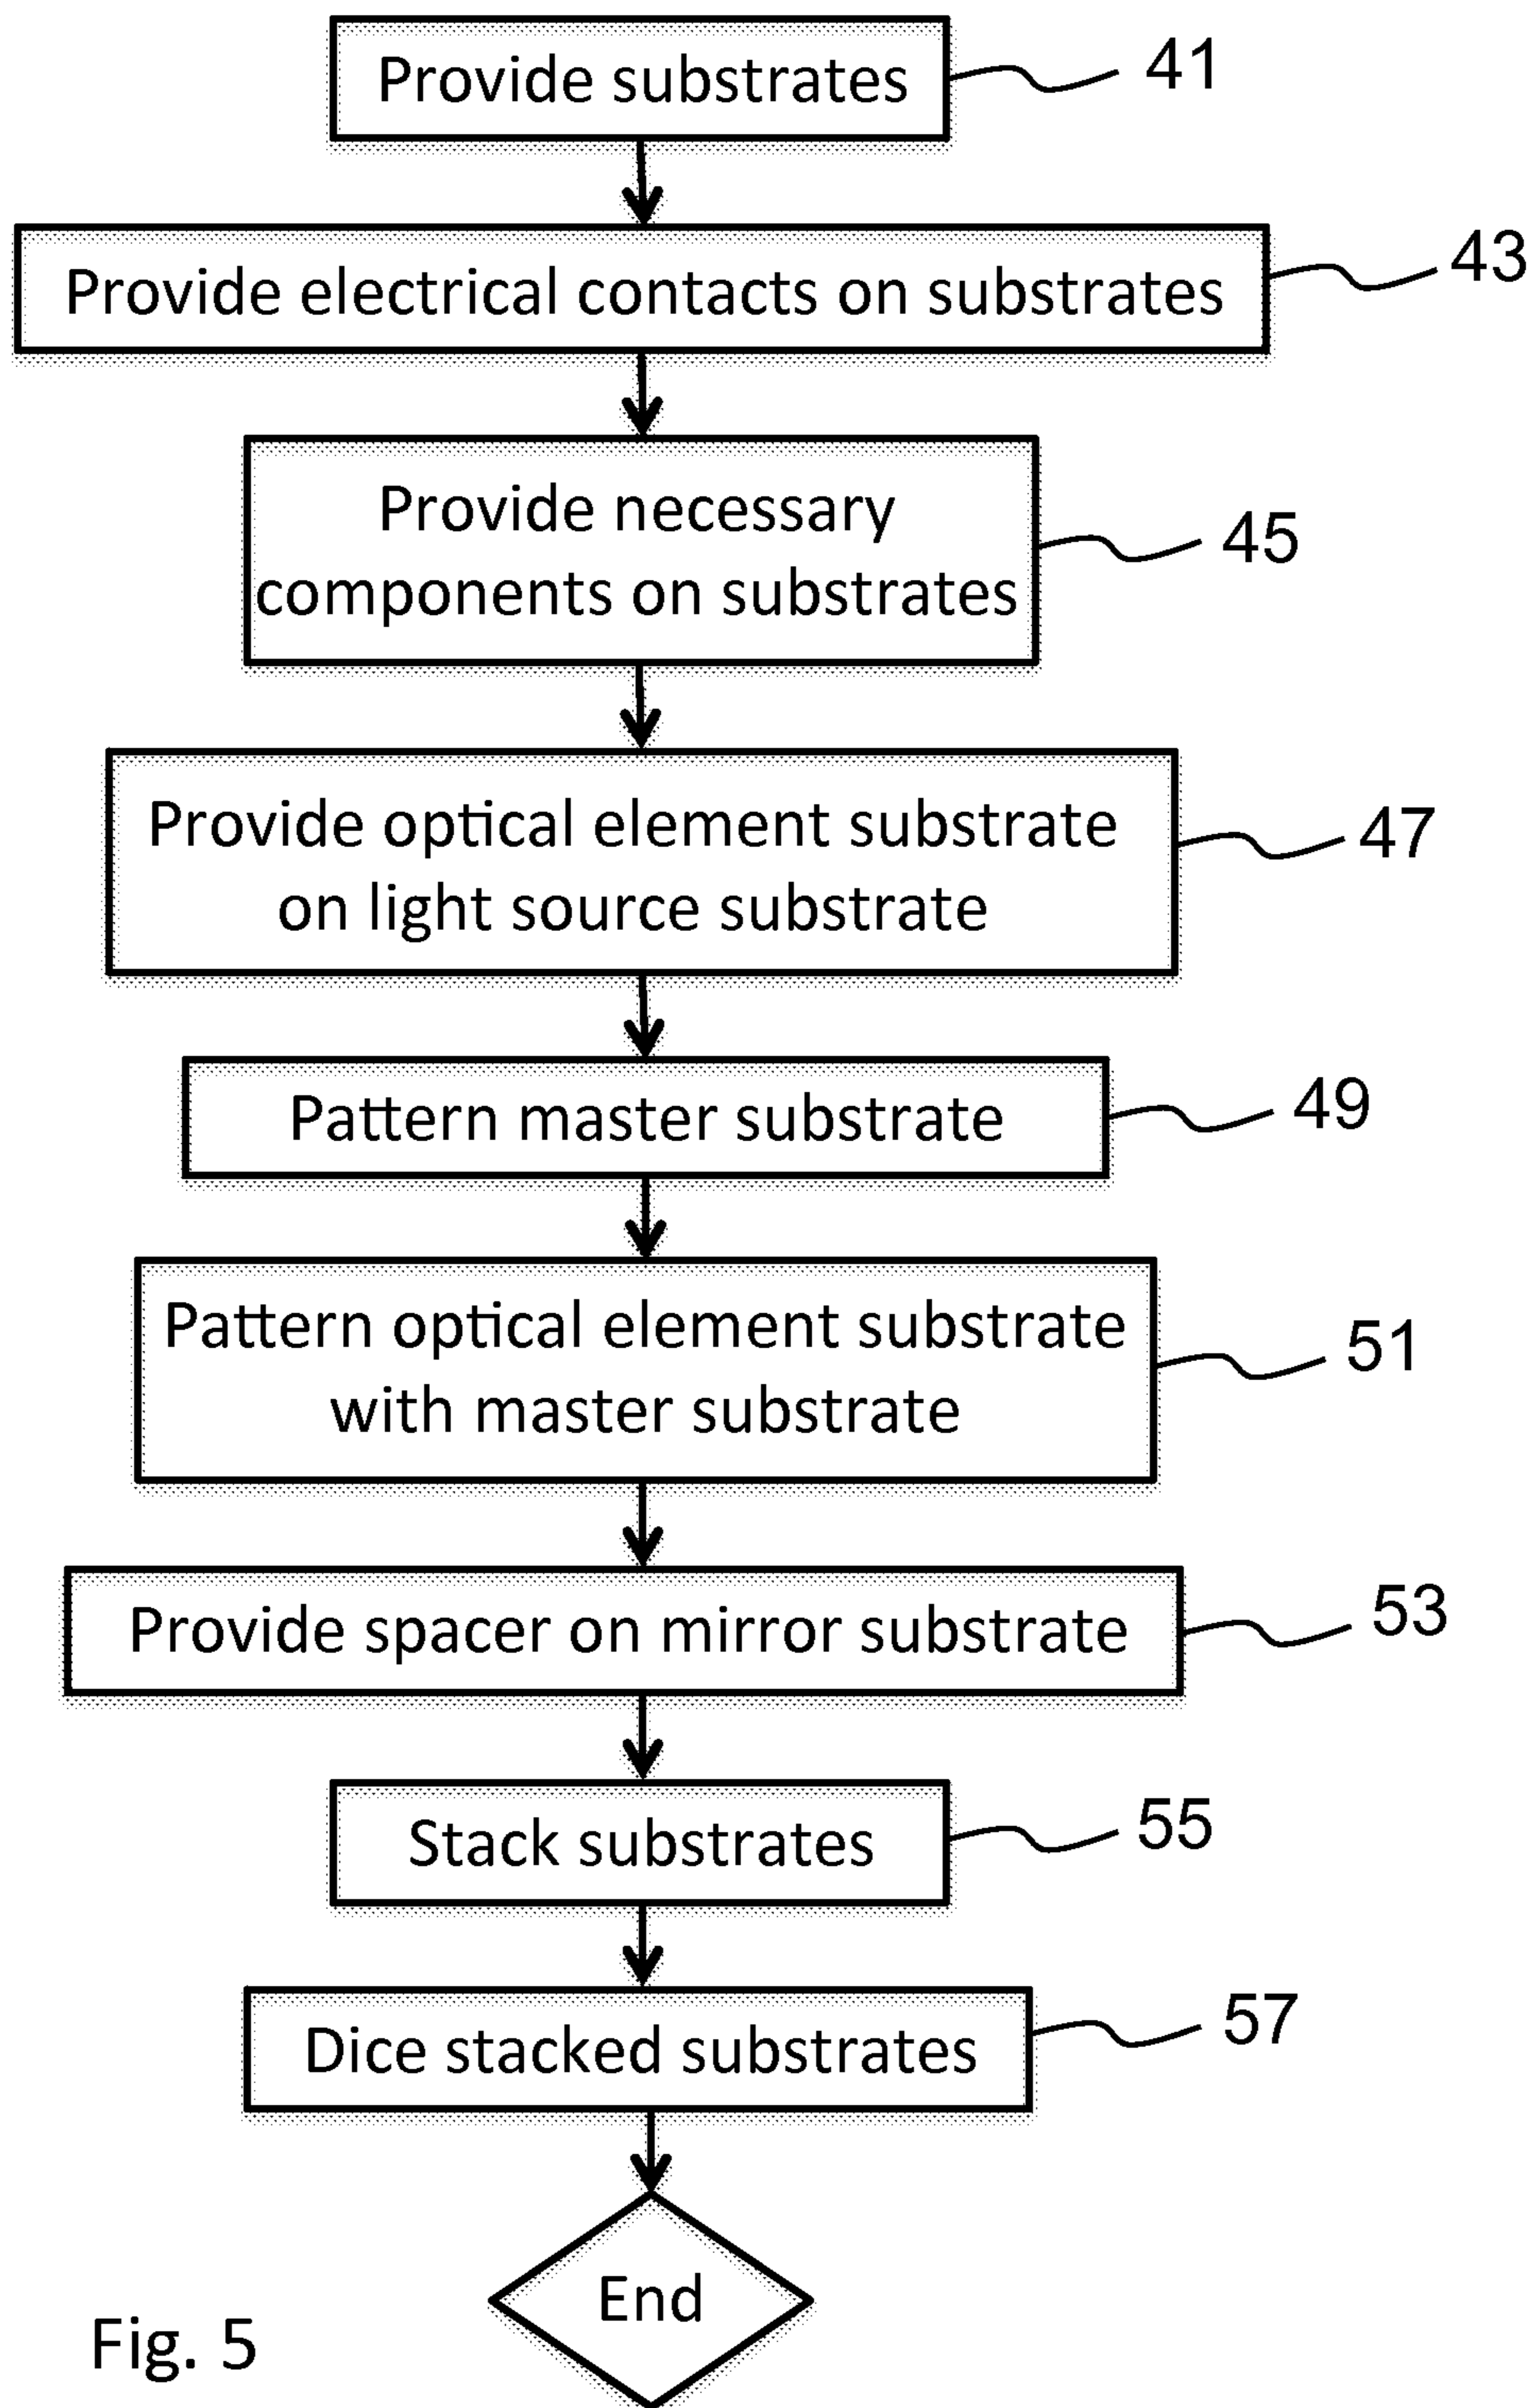 Provide substrates
41
Provide electrical contacts on substrates
43
Provide necessary
components on substrates
45
Provide optical element substrate
on light source substrate
47
Pattern master substrate
49
Pattern optical element substrate
with master substrate
51
Provide spacer on mirror substrate
53
Stack substrates
55
Dice stacked substrates
57
End
Fig. 5